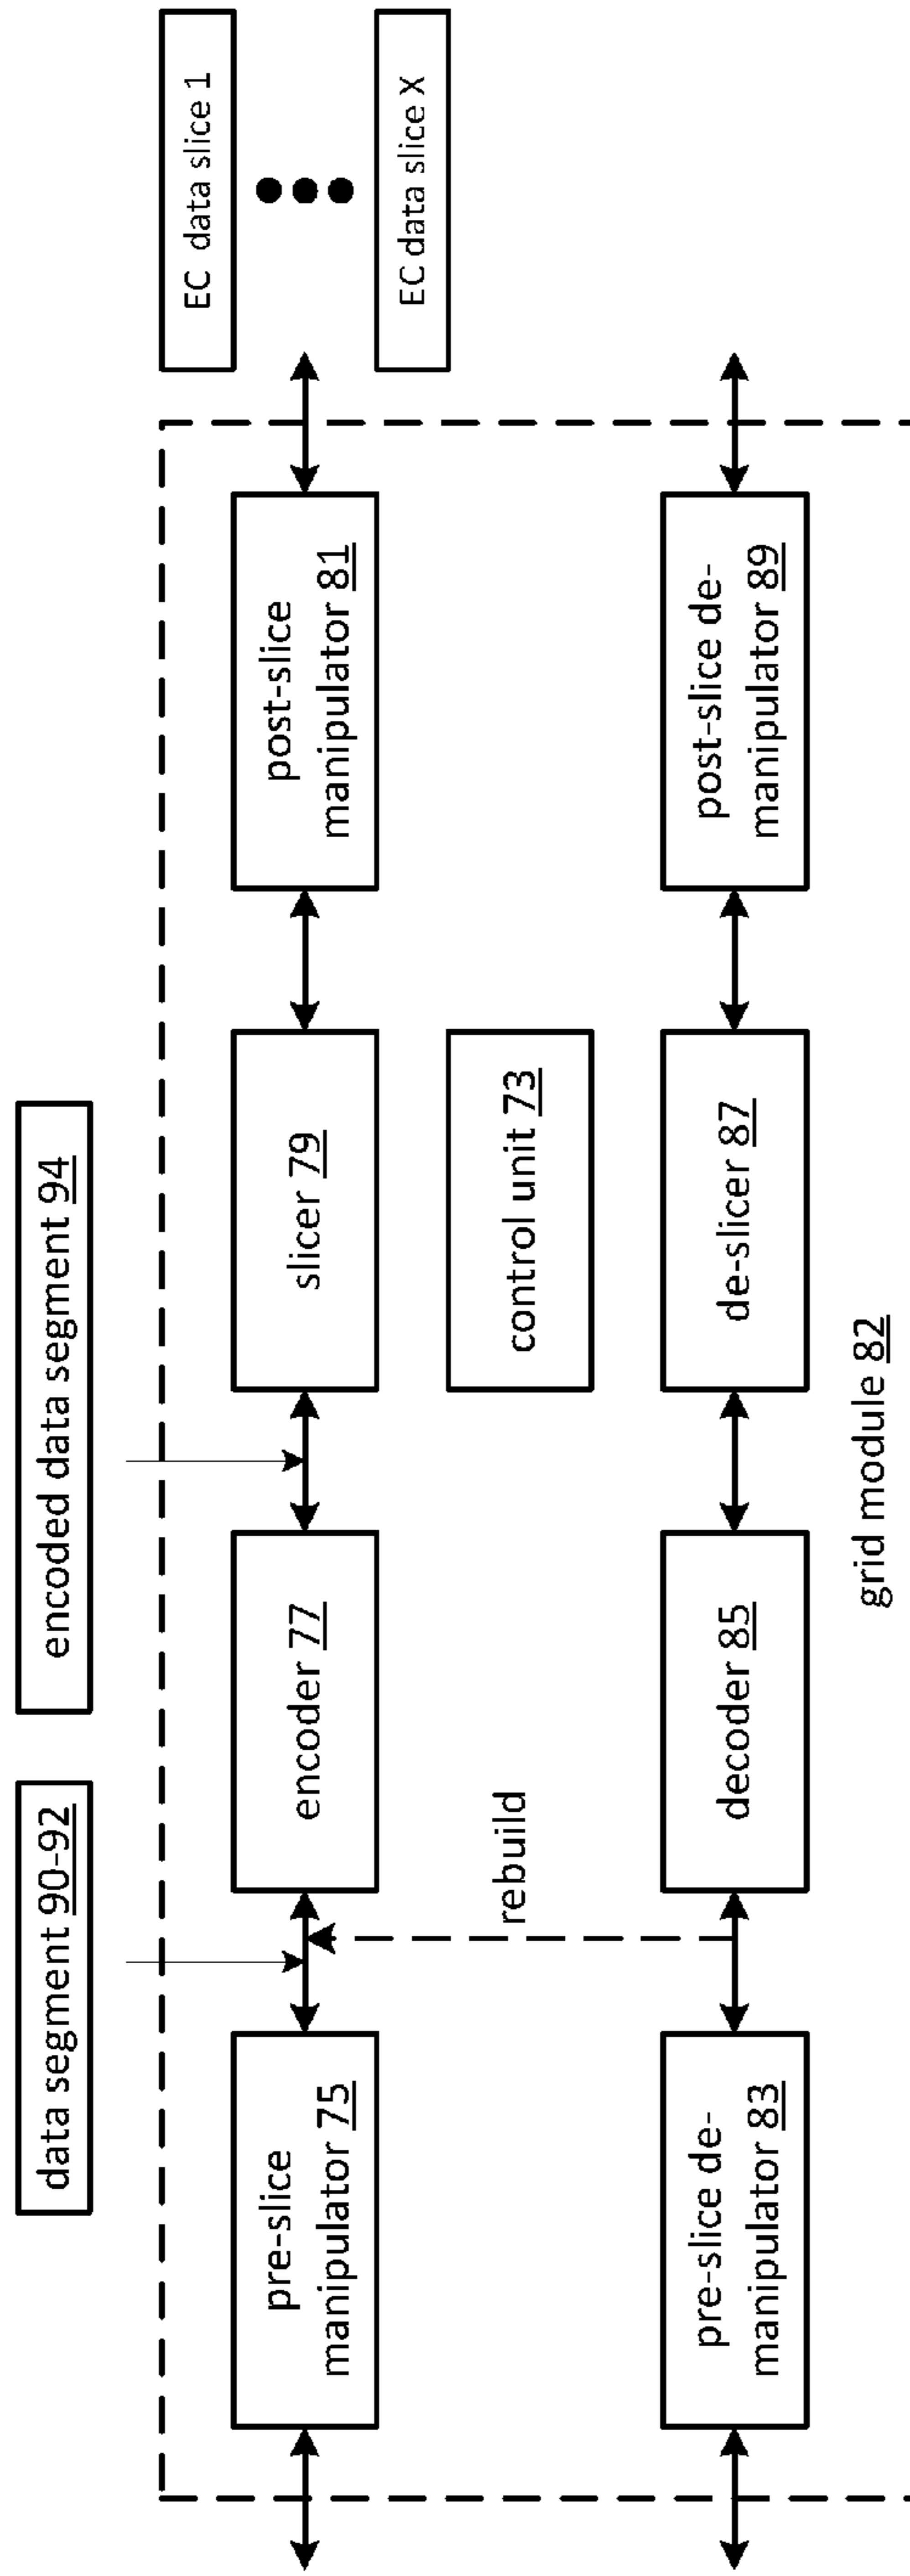 data segment 90-92
encoded data segment 94
EC data slice 1
EC data slice X
pre-slice
manipulator 75
encoder 77
slicer 79
post-slice
manipulator 81
control unit 73
rebuild
pre-slice de-
manipulator 83
decoder 85
de-slicer 87
post-slice de-
manipulator 89
grid module 82